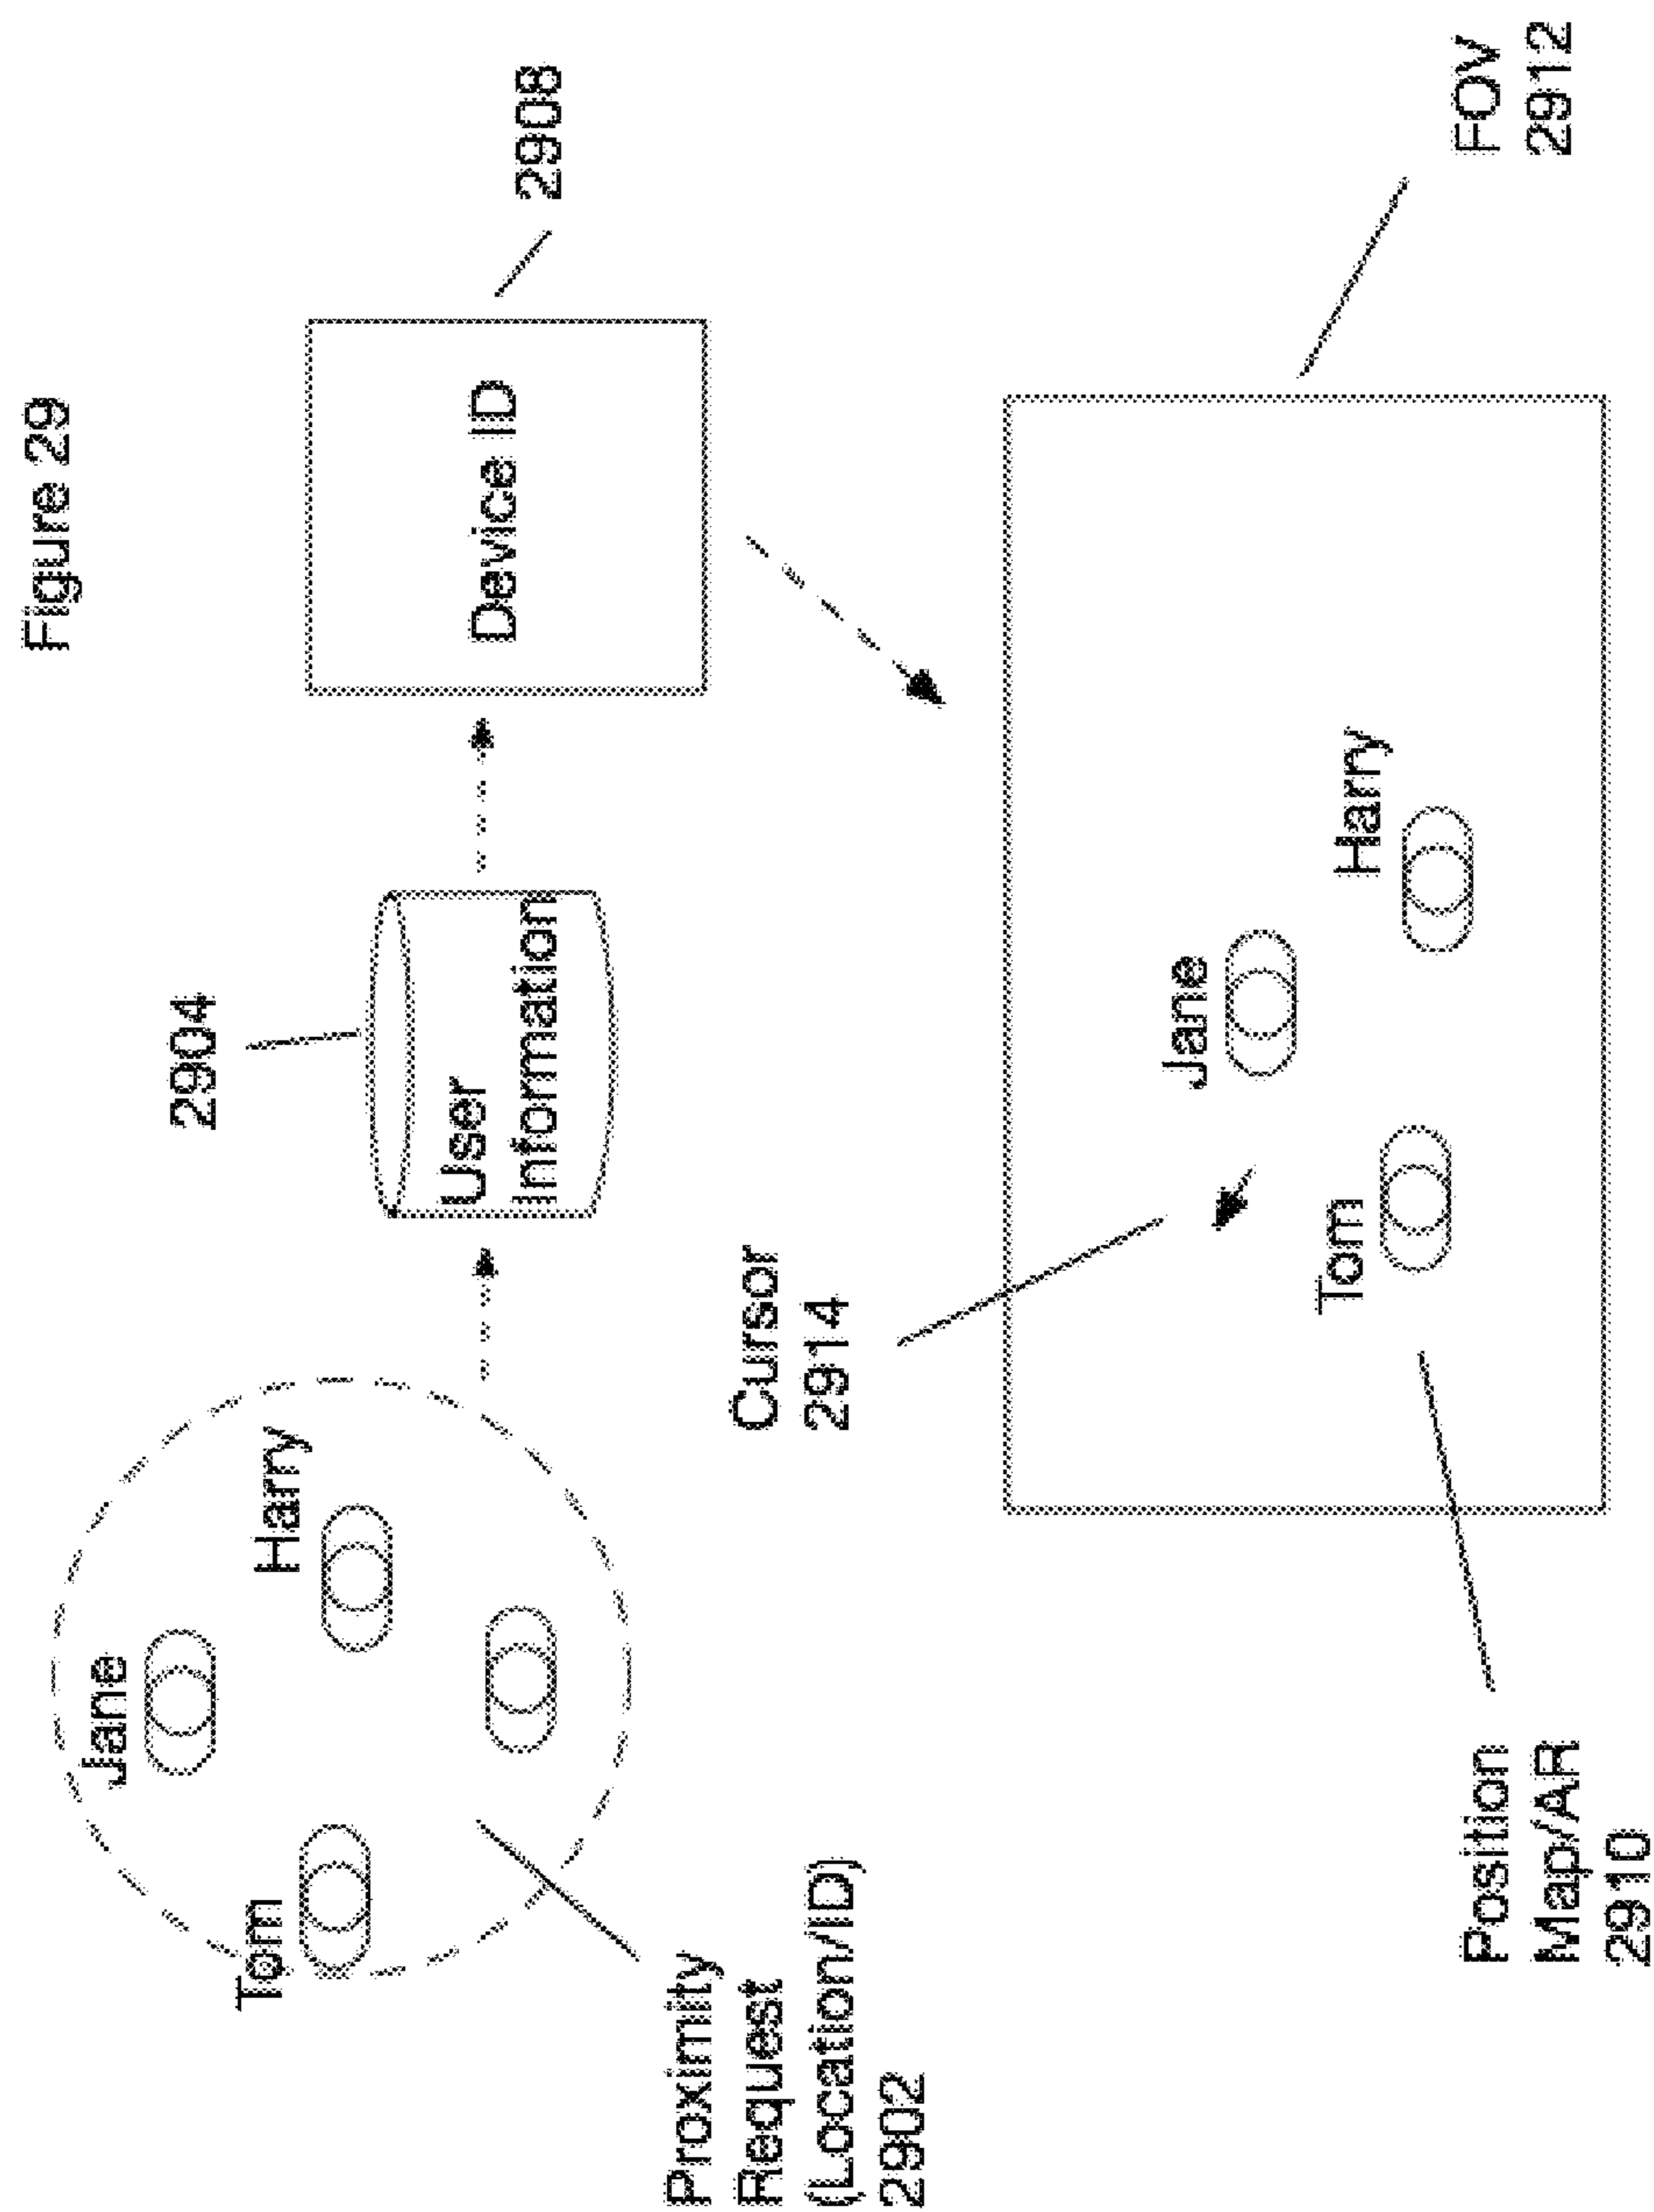 Figure 29
Jane
Tom
Harry
2904
User
Information
Device ID
2908
Proximity
Request
(Location/ID)
2902
Cursor
2914
Jane
Tom
Harry
FOV
2912
Position
Map/AR
2910